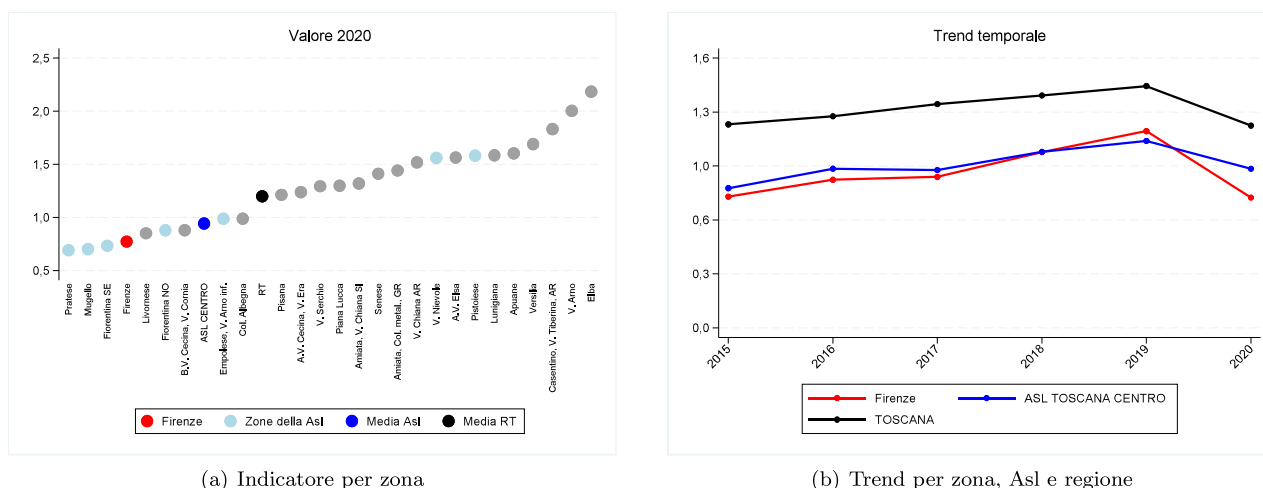 Valore 2020
2,5
2,0
1,5
1,0
0,5
Pratese
Mugello
Fiorentina SE
Firenze
Livornese
Fiorentina NO
B.V. Cecina, V. Cornia
ASL CENTRO
Empolese, V. Arno inf.
Col. Albegna
RT
Pisana
A.V. Cecina, V. Era
V. Serchio
Piana Lucca
Amiata, V. Chiana SI
Senese
Amiata, Col. metal., GR
V. Chiana AR
V. Nievole
A.V. Elsa
Pistoiese
Lunigiana
Apuane
Versilia
Casentino, V. Tiberina, AR
V. Arno
Elba
Firenze Zone della Asl Media Asl Media RT
(a) Indicatore per zona
Trend temporale
1,6
1,3
1,0
0,6
0,3
0,0
2015 2016 2017 2018 2019 2020
Firenze ASL TOSCANA CENTRO
TOSCANA
(b) Trend per zona, Asl e regione